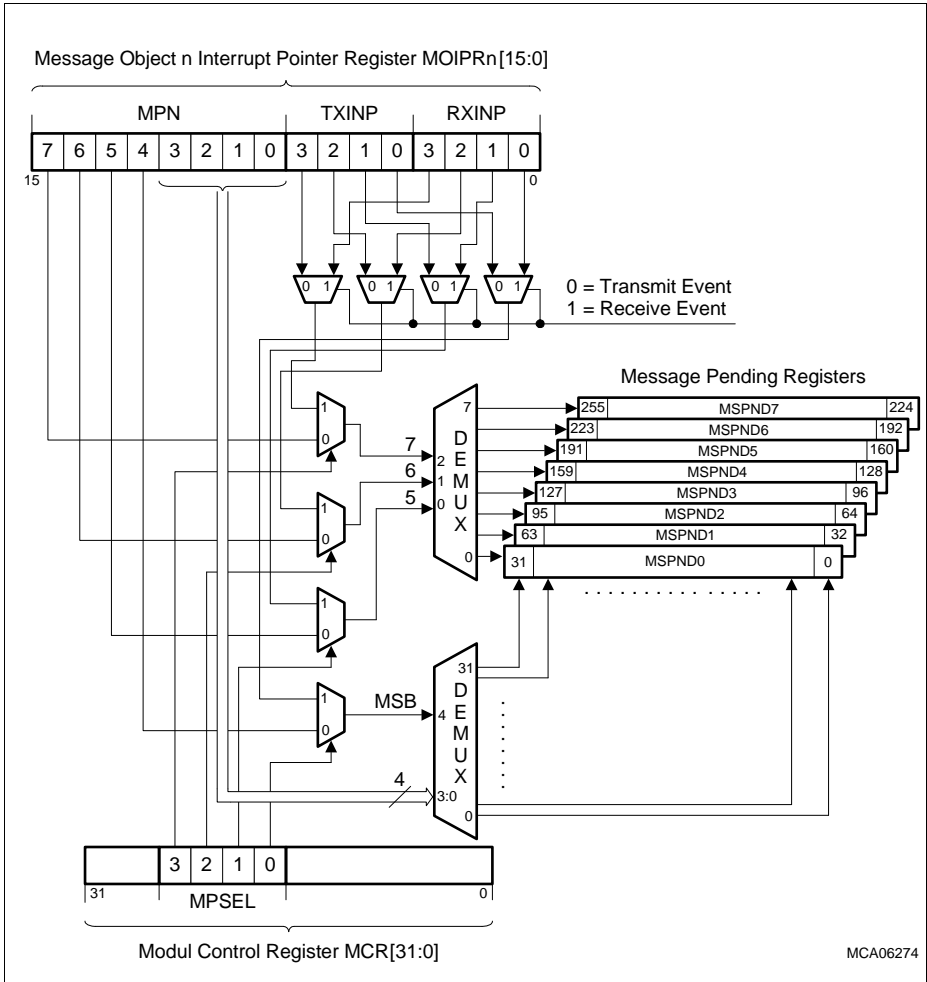 Message Object n Interrupt Pointer Register MOIPRn[15:0]
MPN TXINP RXINP
7 6 5 4 3 2 1 0 3 2 1 0 3 2 1 0
15 0
0 1 0 1 0 1 0 1
0 = Transmit Event
1 = Receive Event
Message Pending Registers
1
0
1
0
1
0
1
0
7
6
5
MSB
4
7
2
1
0
0
DEMUX
255 MSPND7 224
223 MSPND6 192
191 MSPND5 160
159 MSPND4 128
127 MSPND3 96
95 MSPND2 64
63 MSPND1 32
31 MSPND0 0
. . . . . . . . . . . . . . .
31
4
3:0
0
DEMUX
. . . . . . . .
3 2 1 0
31 MPSEL 0
Modul Control Register MCR[31:0]
MCA06274